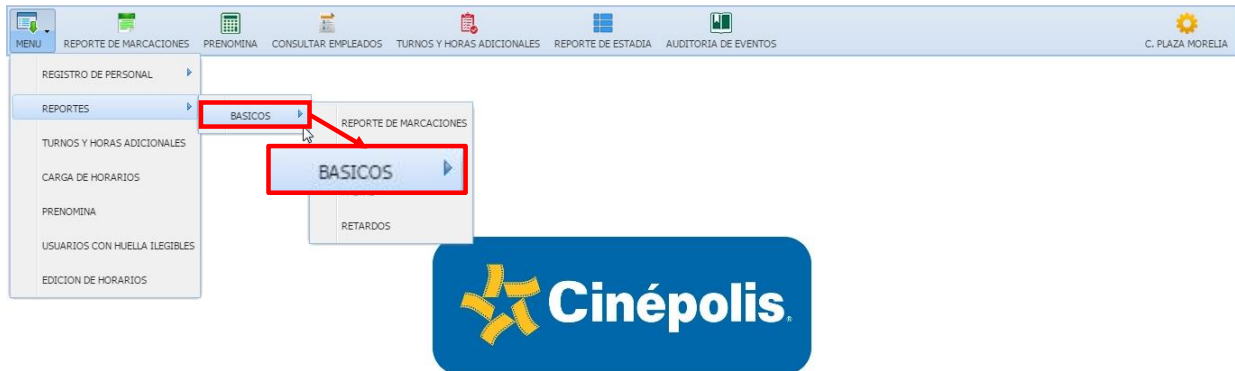 MENU
REPORTE DE MARCACIONES
PRENOMINA
CONSULTAR EMPLEADOS
TURNOS Y HORAS ADICIONALES
REPORTE DE ESTADIA
AUDITORIA DE EVENTOS
C. PLAZA MORELIA
REGISTRO DE PERSONAL
REPORTES
TURNOS Y HORAS ADICIONALES
CARGA DE HORARIOS
PRENOMINA
USUARIOS CON HUELLA ILEGIBLES
EDICION DE HORARIOS
BASICOS
REPORTE DE MARCACIONES
BASICOS
RETARDOS
Cinépolis.